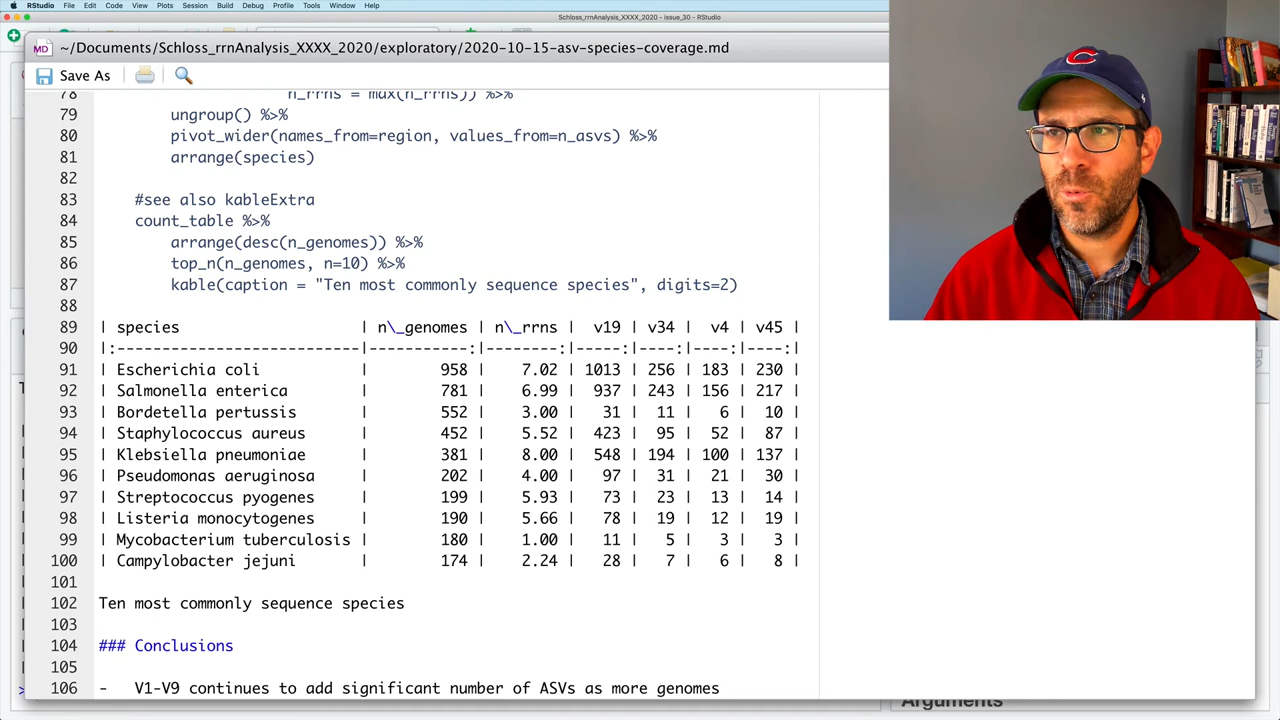 RStudio File Edit Code View Plots Session Build Debug Profile Tools Window Help
Schloss_rrnAnalysis_XXXX_2020 - issue_30 - RStudio
MD ~/Documents/Schloss_rrnAnalysis_XXXX_2020/exploratory/2020-10-15-asv-species-coverage.md
Save As
78 n_rrns = max(n_rrns)) %>%
79 ungroup() %>%
80 pivot_wider(names_from=region, values_from=n_asvs) %>%
81 arrange(species)
82
83 #see also kableExtra
84 count_table %>%
85 arrange(desc(n_genomes)) %>%
86 top_n(n_genomes, n=10) %>%
87 kable(caption = "Ten most commonly sequence species", digits=2)
88
89 | species | n\_genomes | n\_rrns | v19 | v34 | v4 | v45 |
90 |:---------------------------|-----------:|--------:|-----:|----:|----:|----:|
91 | Escherichia coli | 958 | 7.02 | 1013 | 256 | 183 | 230 |
92 | Salmonella enterica | 781 | 6.99 | 937 | 243 | 156 | 217 |
93 | Bordetella pertussis | 552 | 3.00 | 31 | 11 | 6 | 10 |
94 | Staphylococcus aureus | 452 | 5.52 | 423 | 95 | 52 | 87 |
95 | Klebsiella pneumoniae | 381 | 8.00 | 548 | 194 | 100 | 137 |
96 | Pseudomonas aeruginosa | 202 | 4.00 | 97 | 31 | 21 | 30 |
97 | Streptococcus pyogenes | 199 | 5.93 | 73 | 23 | 13 | 14 |
98 | Listeria monocytogenes | 190 | 5.66 | 78 | 19 | 12 | 19 |
99 | Mycobacterium tuberculosis | 180 | 1.00 | 11 | 5 | 3 | 3 |
100 | Campylobacter jejuni | 174 | 2.24 | 28 | 7 | 6 | 8 |
101
102 Ten most commonly sequence species
103
104 ### Conclusions
105
106 - V1-V9 continues to add significant number of ASVs as more genomes
Arguments